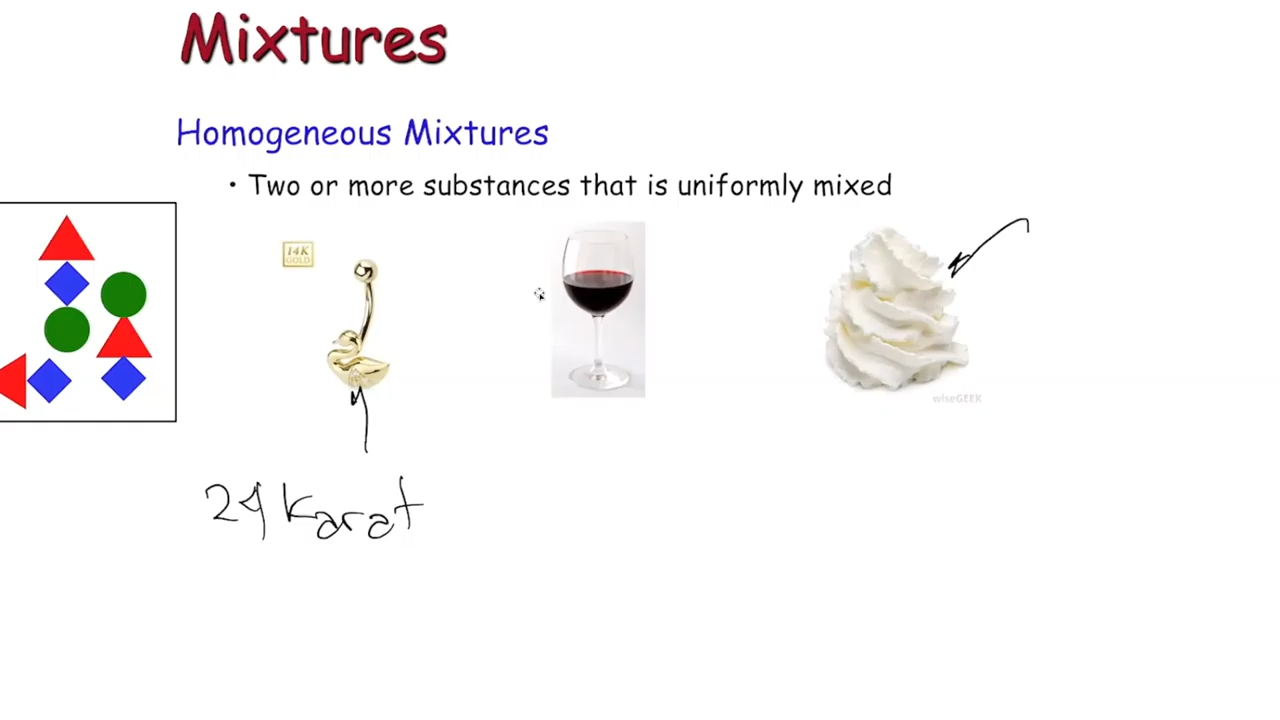 Mixtures
Homogeneous Mixtures
• Two or more substances that is uniformly mixed
14K
GOLD
wiseGEEK
24 Karat